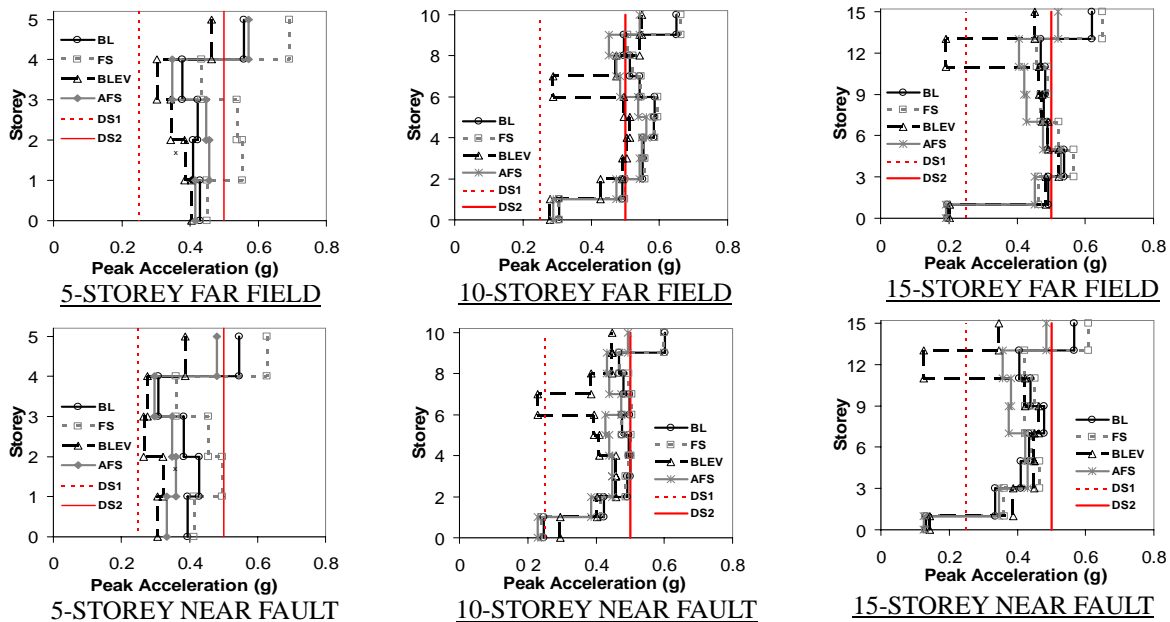 5
4
3
2
1
0
Storey
BL
FS
BLEV
AFS
DS1
DS2
x
0 0.2 0.4 0.6 0.8
Peak Acceleration (g)
5-STOREY FAR FIELD
10
8
6
4
2
0
Storey
BL
FS
BLEV
AFS
DS1
DS2
0 0.2 0.4 0.6 0.8
Peak Acceleration (g)
10-STOREY FAR FIELD
15
12
9
6
3
0
Storey
BL
FS
BLEV
AFS
DS1
DS2
0 0.2 0.4 0.6 0.8
Peak Acceleration (g)
15-STOREY FAR FIELD
5
4
3
2
1
0
Storey
BL
FS
BLEV
AFS
DS1
DS2
x
0 0.2 0.4 0.6 0.8
Peak Acceleration (g)
5-STOREY NEAR FAULT
10
8
6
4
2
0
Storey
BL
FS
BLEV
AFS
DS1
DS2
0 0.2 0.4 0.6 0.8
Peak Acceleration (g)
10-STOREY NEAR FAULT
15
12
9
6
3
0
Storey
BL
FS
BLEV
AFS
DS1
DS2
0 0.2 0.4 0.6 0.8
Peak Acceleration (g)
15-STOREY NEAR FAULT